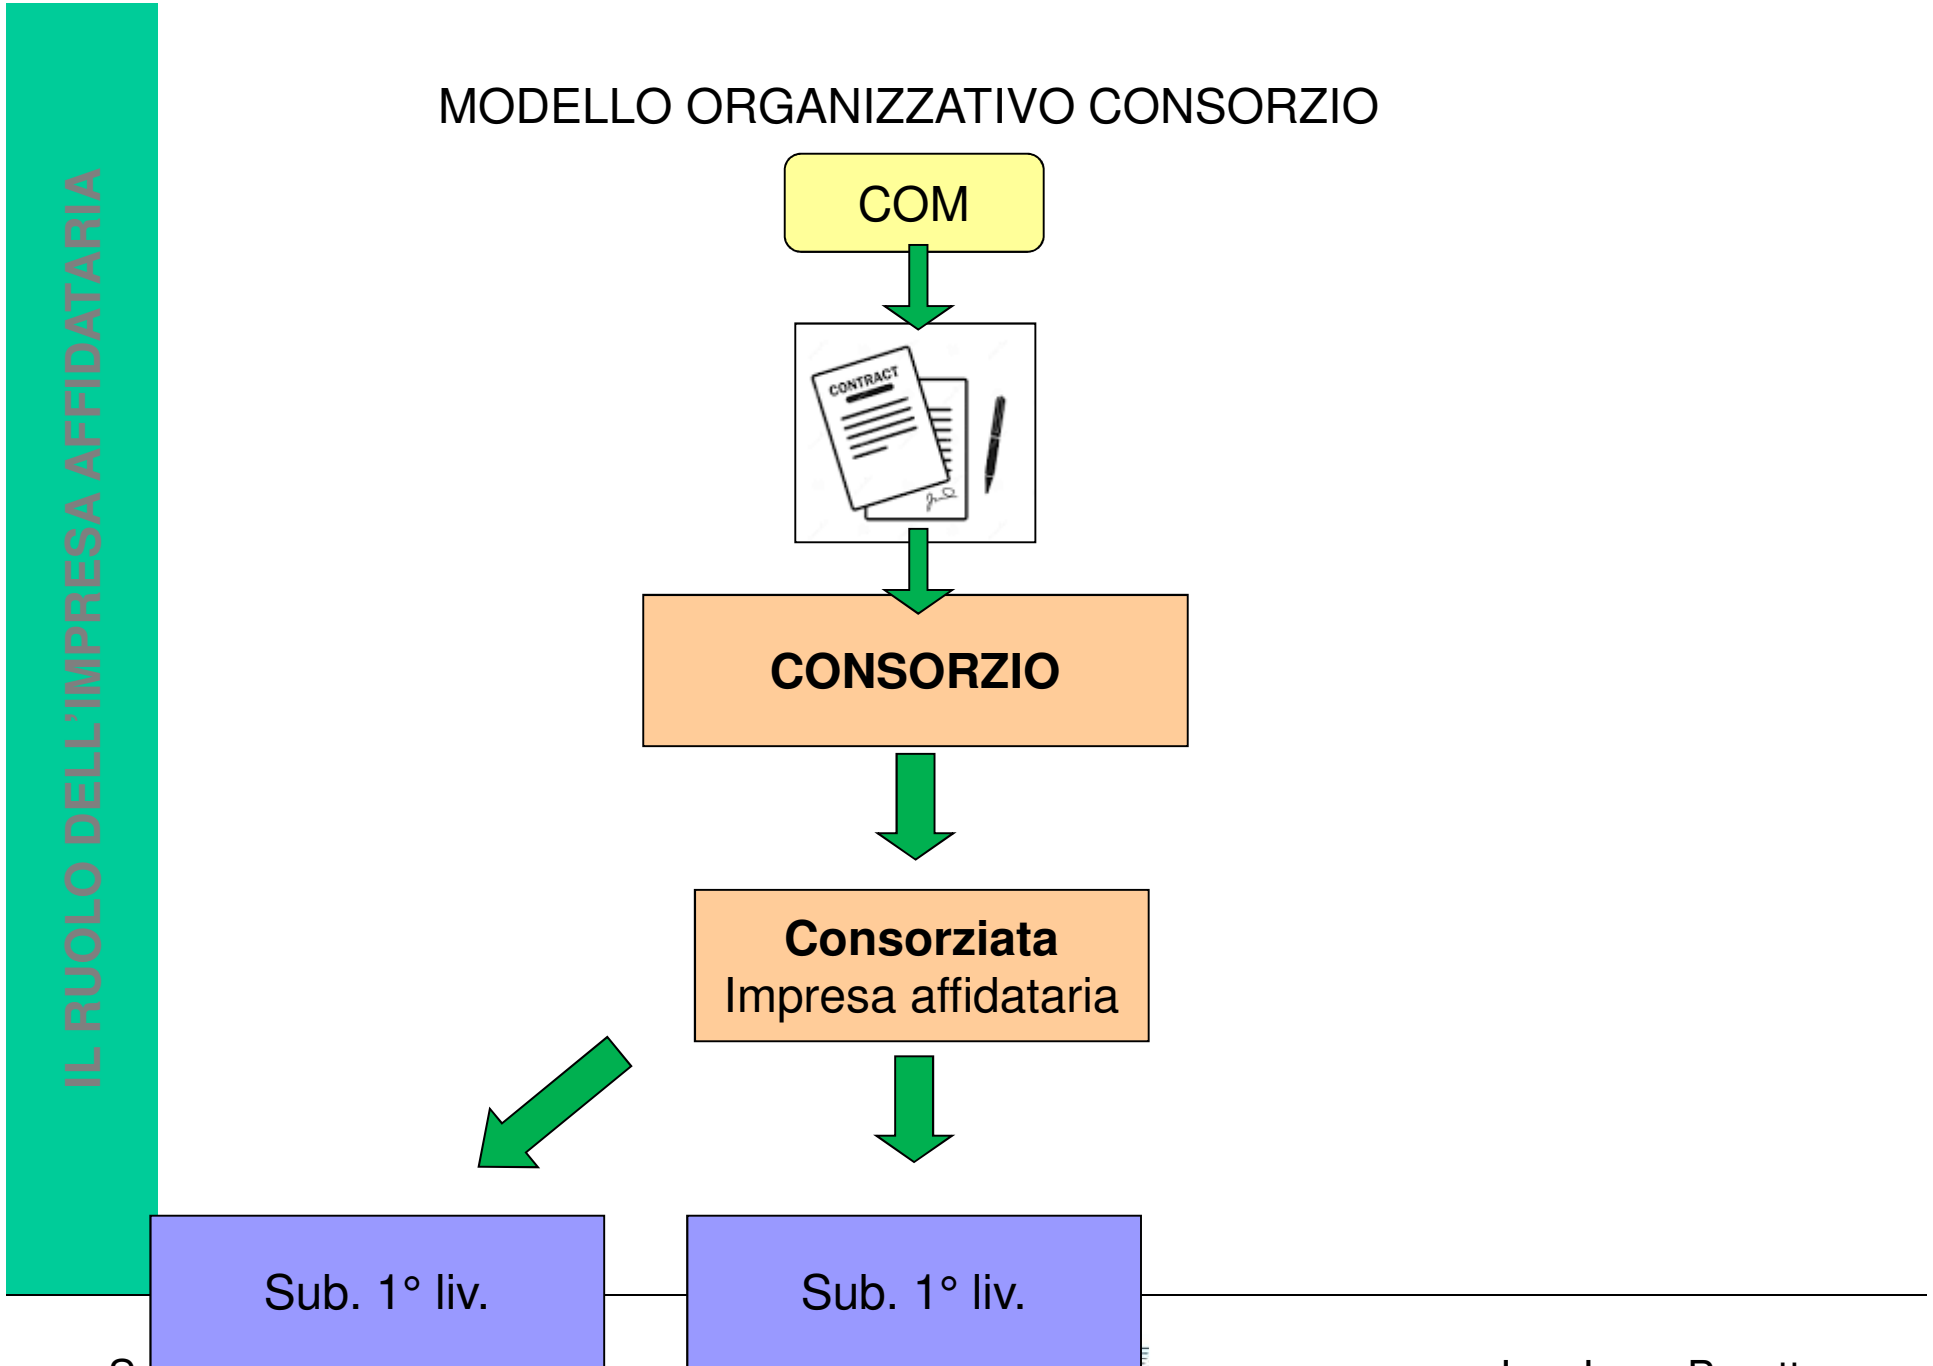 IL RUOLO DELL'IMPRESA AFFIDATARIA
MODELLO ORGANIZZATIVO CONSORZIO
COM
CONTRACT
CONSORZIO
Consorziata
Impresa affidataria
Sub. 1° liv.
Sub. 1° liv.